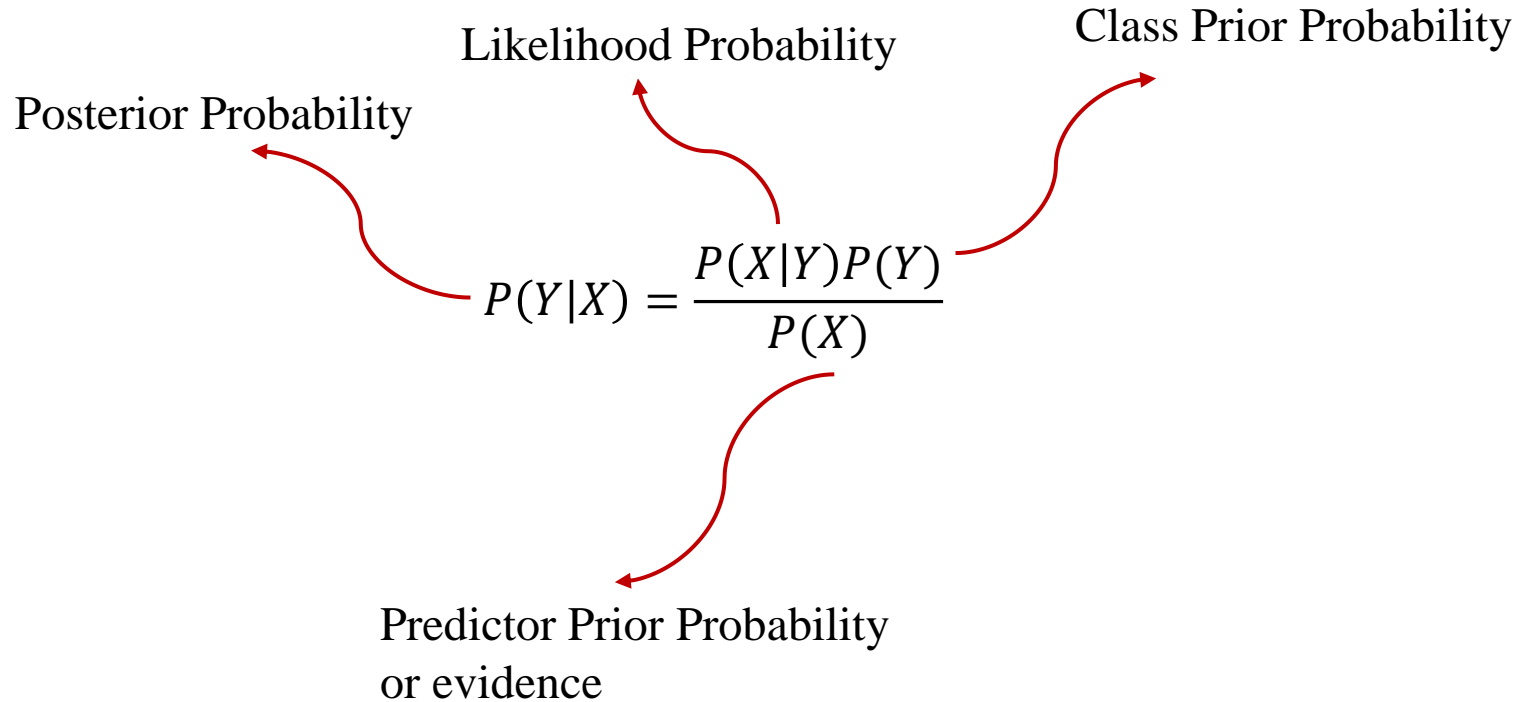 Class Prior Probability
Likelihood Probability
Posterior Probability
P(Y|X) = P(X|Y)P(Y)
P(X)
Predictor Prior Probability
or evidence